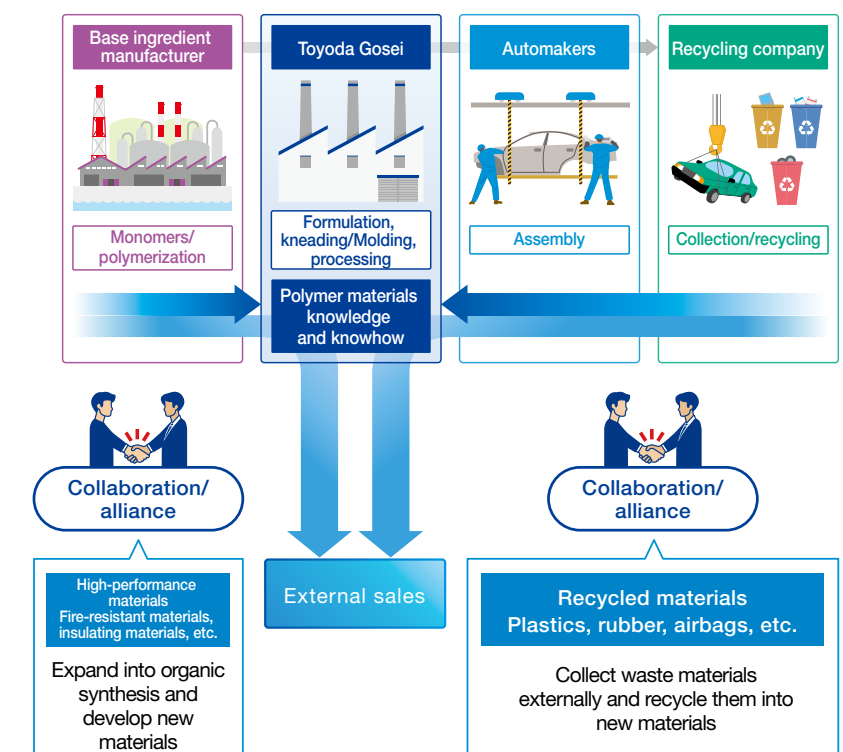 Base ingredient
manufacturer
Toyoda Gosei
Automakers
Recycling company
Monomers/
polymerization
Formulation,
kneading/Molding,
processing
Assembly
Collection/recycling
Polymer materials
knowledge
and knowhow
Collaboration/
alliance
Collaboration/
alliance
External sales
High-performance
materials
Fire-resistant materials,
insulating materials, etc.
Expand into organic
synthesis and
develop new
materials
Recycled materials
Plastics, rubber, airbags, etc.
Collect waste materials
externally and recycle them into
new materials